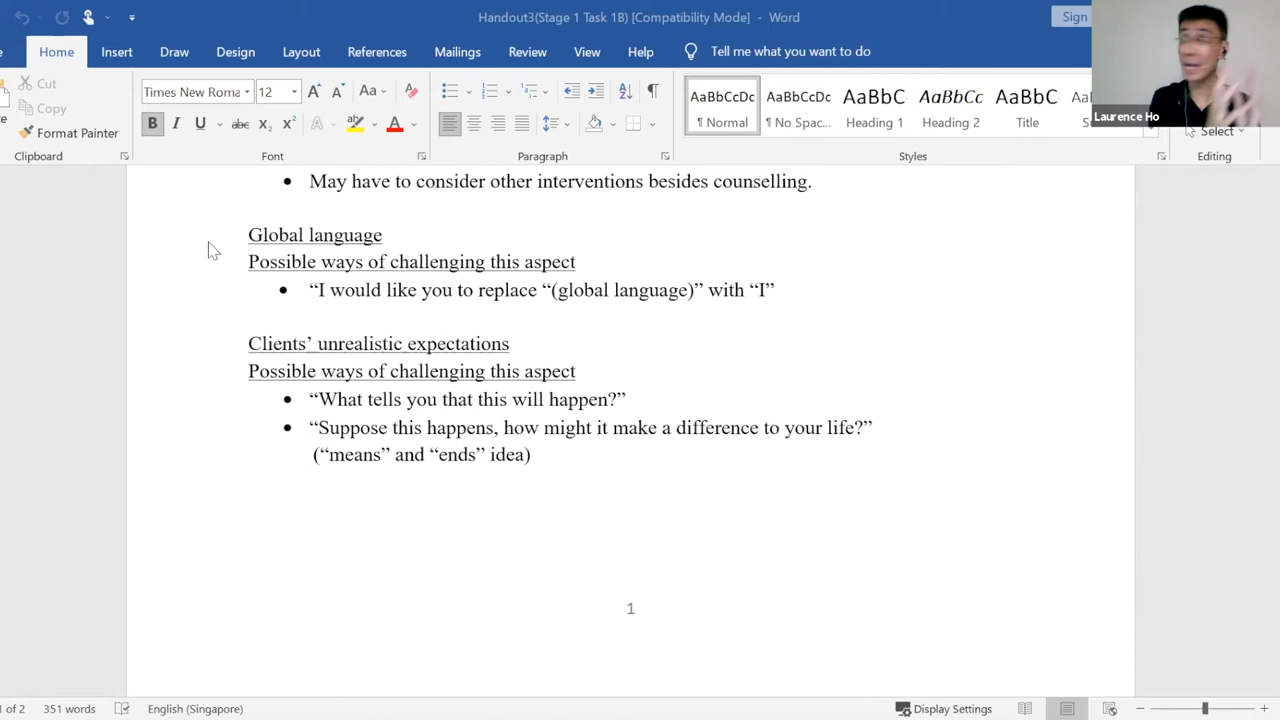 Handout3(Stage 1 Task 1B) [Compatibility Mode] - Word
Sign
Home Insert Draw Design Layout References Mailings Review View Help Tell me what you want to do
Cut
Copy
Format Painter
Clipboard
Times New Roma 12 Aa
B I U abc x₂ x² A A
Font
Paragraph
AaBbCcDc AaBbCcDc AaBbC AaBbCc AaBbC
¶ Normal ¶ No Spac... Heading 1 Heading 2 Title
Styles
Laurence Ho
Select
Editing
• May have to consider other interventions besides counselling.
Global language
Possible ways of challenging this aspect
• “I would like you to replace “(global language)” with “I”
Clients’ unrealistic expectations
Possible ways of challenging this aspect
• “What tells you that this will happen?”
• “Suppose this happens, how might it make a difference to your life?”
(“means” and “ends” idea)
1
of 2 351 words English (Singapore) Display Settings